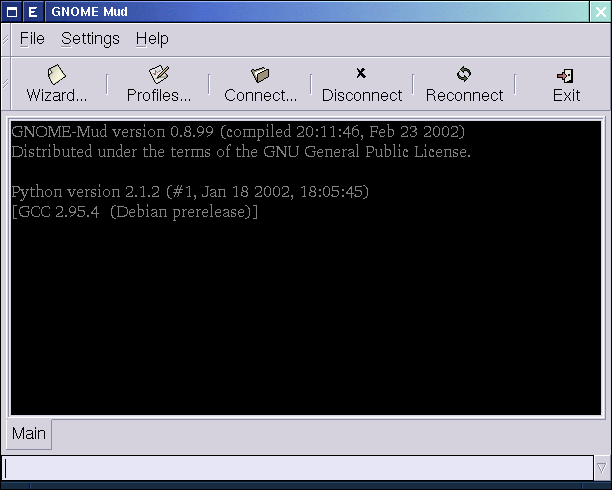 GNOME Mud
File Settings Help
Wizard... Profiles... Connect... Disconnect Reconnect Exit
GNOME-Mud version 0.8.99 (compiled 20:11:46, Feb 23 2002)
Distributed under the terms of the GNU General Public License.
Python version 2.1.2 (#1, Jan 18 2002, 18:05:45)
[GCC 2.95.4  (Debian prerelease)]
Main